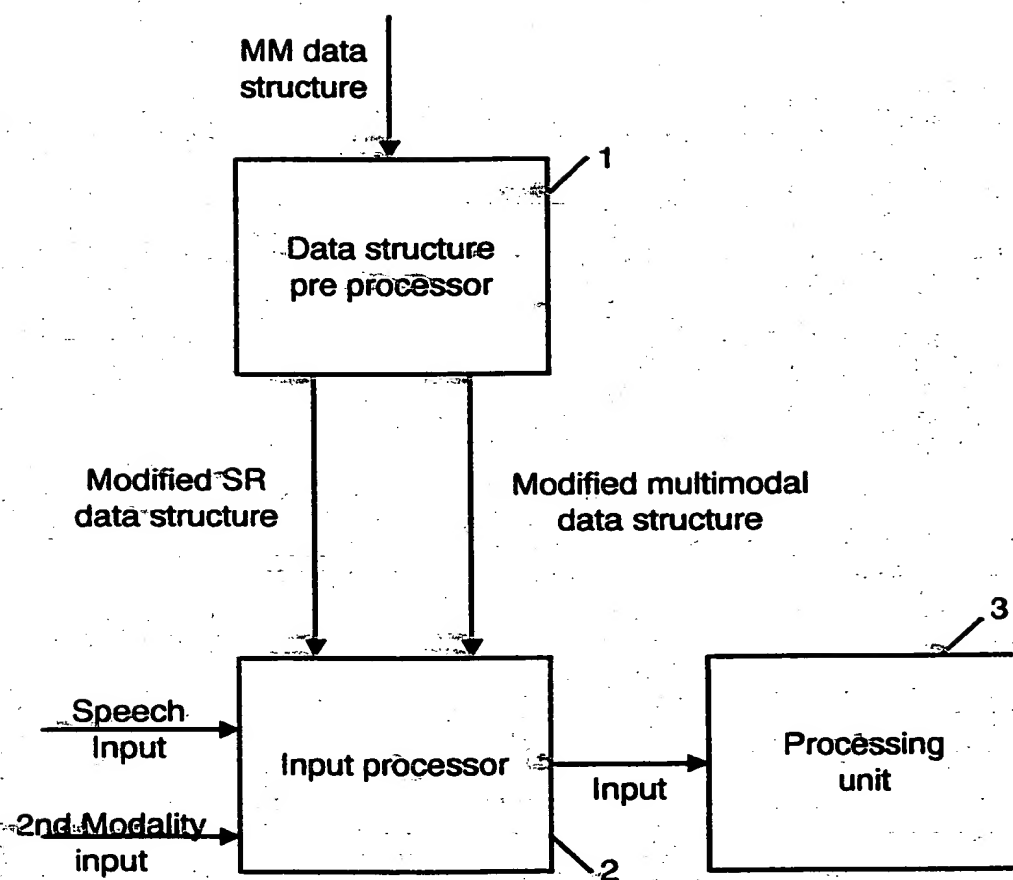 MM data
structure
1
Data structure
pre processor
Modified SR
data structure
Modified multimodal
data structure
3
Speech
Input
Input processor
Input
Processing
unit
2nd Modality
input
2